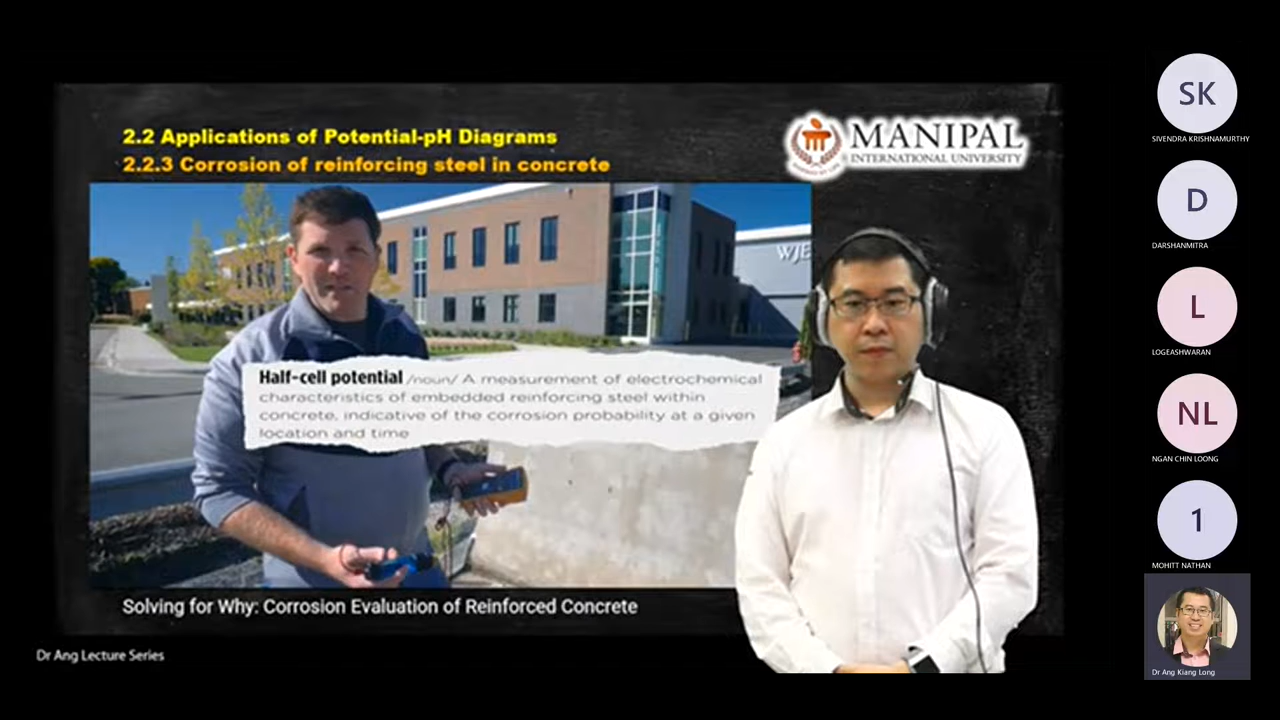 2.2 Applications of Potential-pH Diagrams
2.2.3 Corrosion of reinforcing steel in concrete
MANIPAL
INTERNATIONAL UNIVERSITY
WJE
Half-cell potential /noun/ A measurement of electrochemical
characteristics of embedded reinforcing steel within
concrete, indicative of the corrosion probability at a given
location and time
Solving for Why: Corrosion Evaluation of Reinforced Concrete
Dr Ang Lecture Series
SK
SIVENDRA KRISHNAMURTHY
D
DARSHANMITRA
L
LOGEASHWARAN
NL
NGAN CHIN LOONG
1
MOHITT NATHAN
Dr Ang Kiang Long